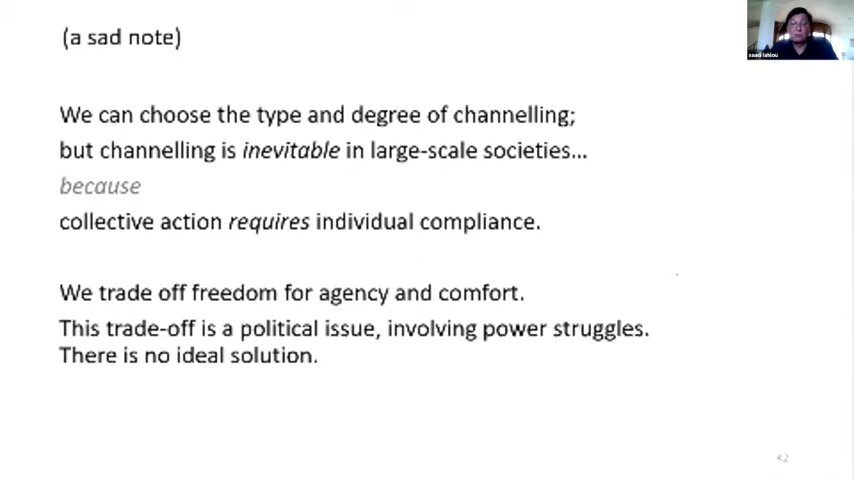 (a sad note)
saadi lahlou
We can choose the type and degree of channelling;
but channelling is inevitable in large-scale societies...
because
collective action requires individual compliance.
We trade off freedom for agency and comfort.
This trade-off is a political issue, involving power struggles.
There is no ideal solution.
42